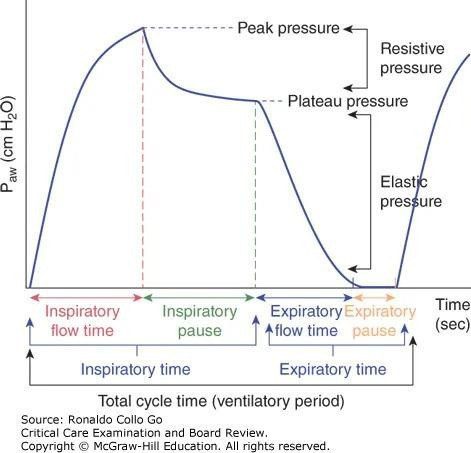 Peak pressure
Resistive
pressure
Plateau pressure
Elastic
pressure
Paw (cm H2O)
Inspiratory
flow time
Inspiratory
pause
Expiratory
flow time
Expiratory
pause
Time
(sec)
Inspiratory time
Expiratory time
Total cycle time (ventilatory period)
Source: Ronaldo Collo Go
Critical Care Examination and Board Review.
Copyright © McGraw-Hill Education. All rights reserved.